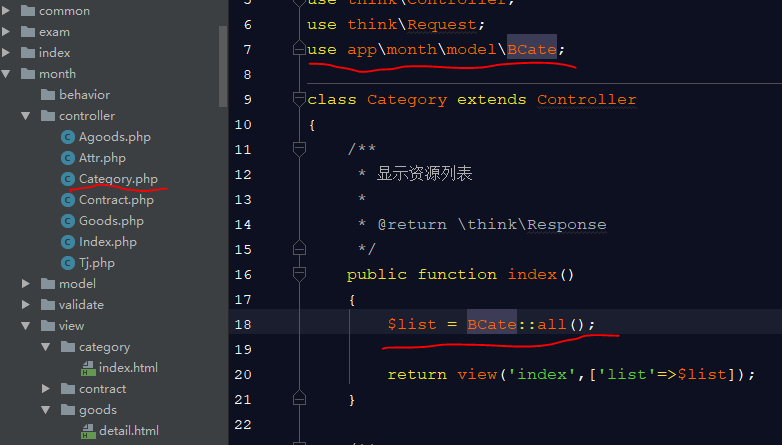 common
exam
index
month
behavior
controller
Agoods.php
Attr.php
Category.php
Contract.php
Goods.php
Index.php
Tj.php
model
validate
view
category
index.html
contract
goods
detail.html
5 use think\Controller;
6 use think\Request;
7 use app\month\model\BCate;
8
9 class Category extends Controller
10 {
11 /**
12 * 显示资源列表
13 *
14 * @return \think\Response
15 */
16 public function index()
17 {
18 $list = BCate::all();
19
20 return view('index',['list'=>$list]);
21 }
22